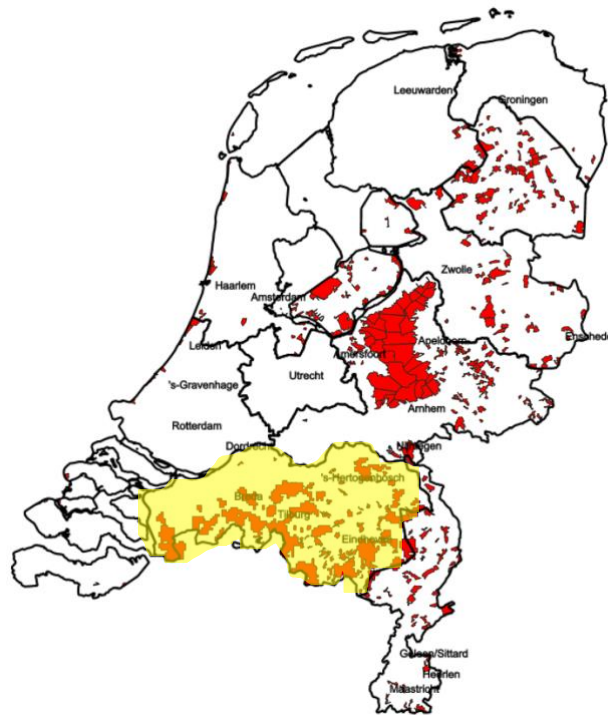 Leeuwarden
Groningen
Zwolle
Haarlem
Amsterdam
Enschede
Apeldoorn
Leiden
Amersfoort
Utrecht
's-Gravenhage
Arnhem
Rotterdam
Dordrecht
Nijmegen
's-Hertogenbosch
Breda
Tilburg
Eindhoven
Geleen/Sittard
Heerlen
Maastricht